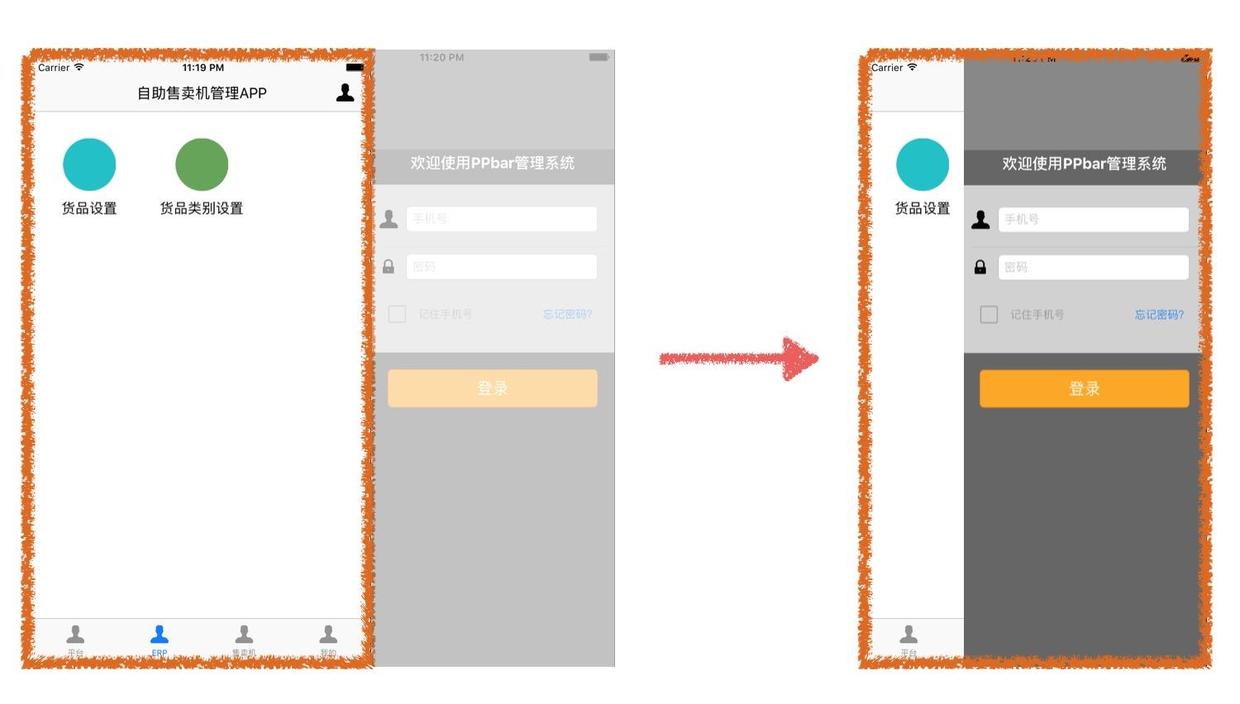 Carrier
11:19 PM
自助售卖机管理APP
货品设置
货品类别设置
平台
ERP
售卖机
我的
11:20 PM
欢迎使用PPbar管理系统
手机号
密码
记住手机号
忘记密码?
登录
Carrier
货品设置
平台
欢迎使用PPbar管理系统
手机号
密码
记住手机号
忘记密码?
登录